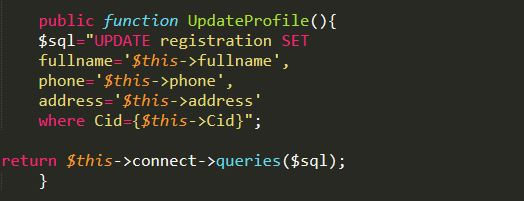 public function UpdateProfile(){
$sql="UPDATE registration SET
fullname='$this->fullname',
phone='$this->phone',
address='$this->address'
where Cid={$this->Cid}";
return $this->connect->queries($sql);
}